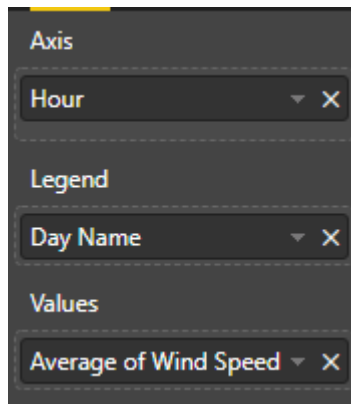 Axis
Hour
Legend
Day Name
Values
Average of Wind Speed